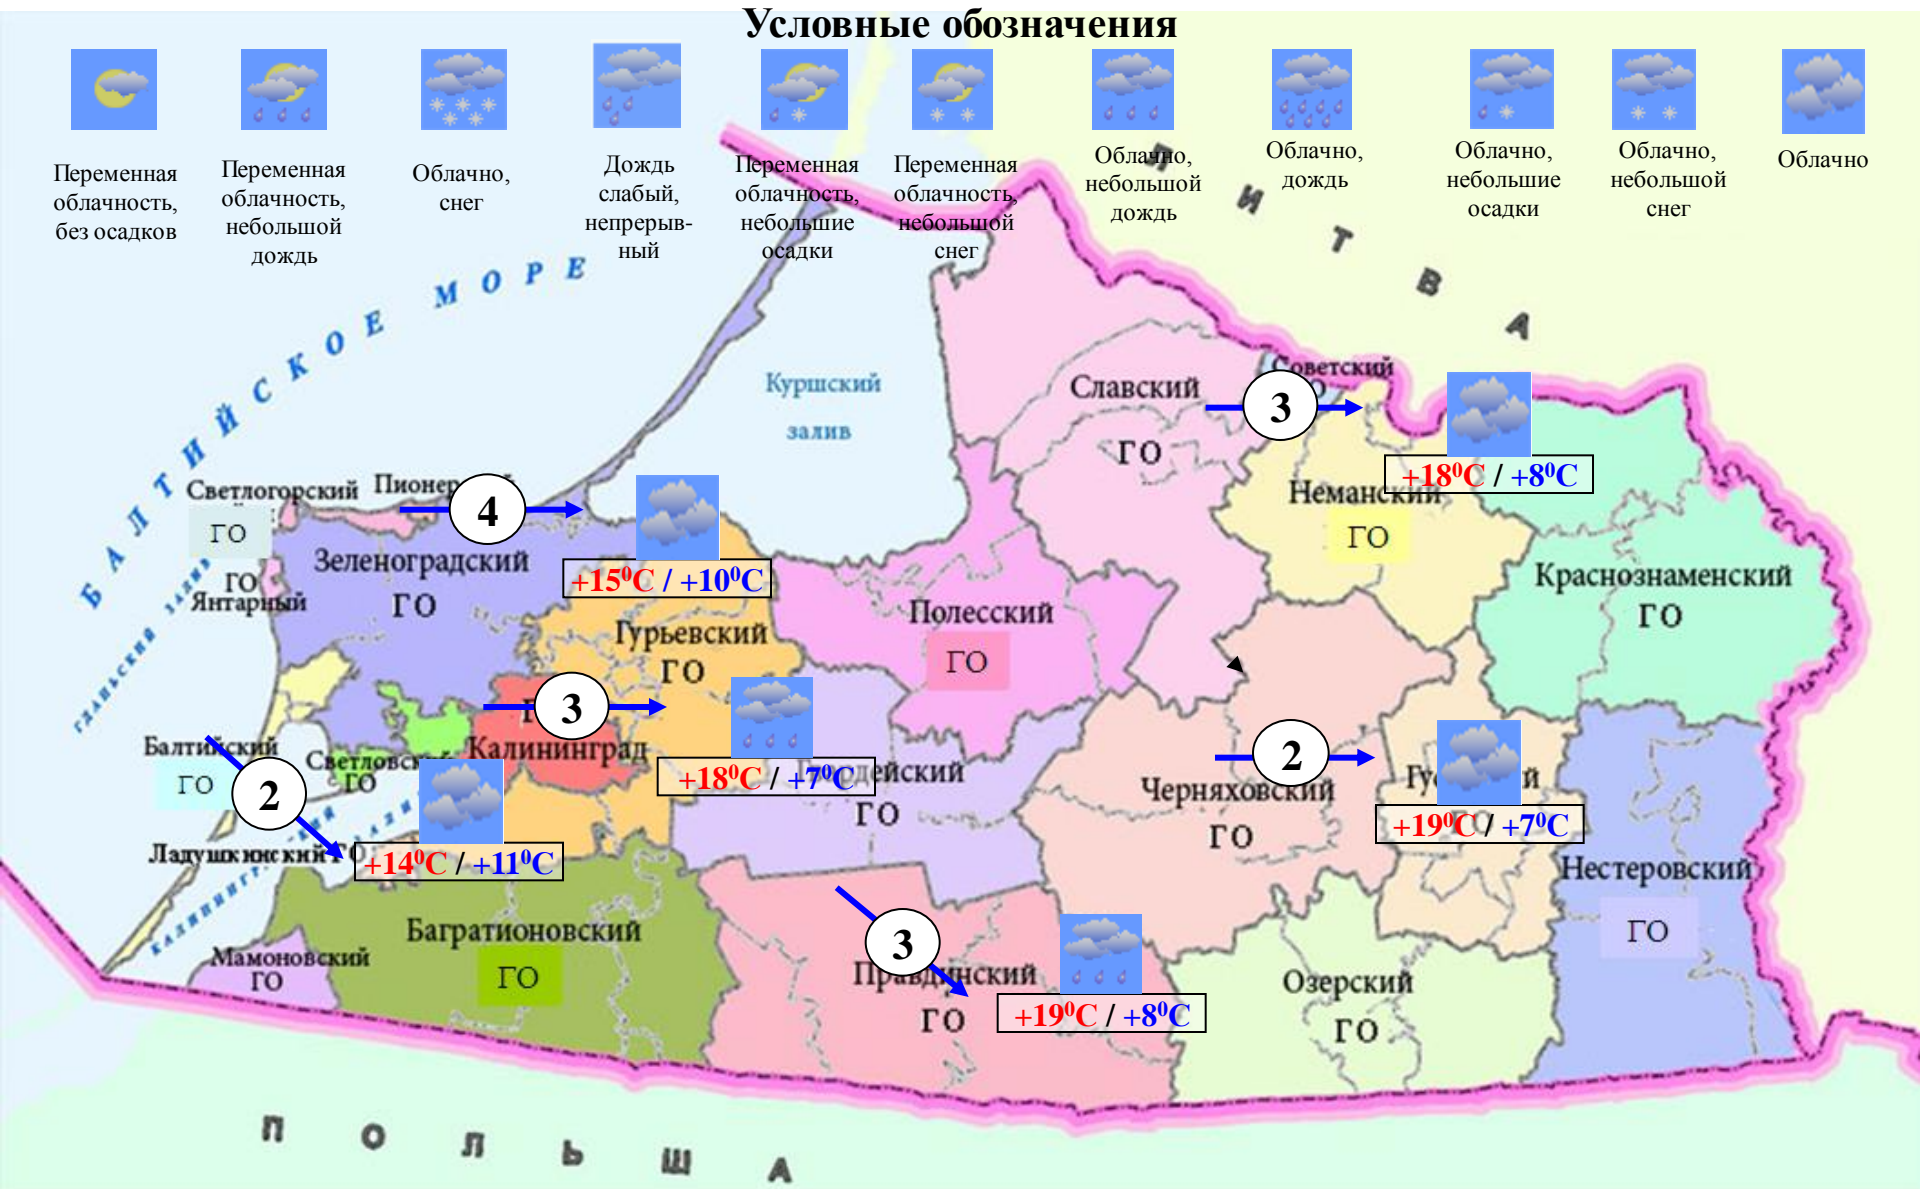 Условные обозначения
Переменная
облачность,
без осадков
Переменная
облачность,
небольшой
дождь
Облачно,
снег
Дождь
слабый,
непрерыв-
ный
Переменная
облачность,
небольшие
осадки
Переменная
облачность,
небольшой
снег
Облачно,
небольшой
дождь
Облачно,
дождь
Облачно,
небольшие
осадки
Облачно,
небольшой
снег
Облачно
ЛИТВА
БАЛТИЙСКОЕ МОРЕ
Куршский
залив
Славский
ГО
Советский
3
+18⁰С / +8⁰С
Неманский
ГО
Краснознаменский
ГО
Светлогорский
ГО
4
+15⁰С / +10⁰С
Зеленоградский
ГО
ГО
Янтарный
Гурьевский
ГО
Полесский
ГО
3
Калининград
+18⁰С / +7⁰С
ГО
Балтийский
ГО
2
ГО
+14⁰С / +11⁰С
Ладушкинский ГО
Черняховский
ГО
2
+19⁰С / +7⁰С
Нестеровский
ГО
Багратионовский
ГО
Мамоновский
ГО
3
Правдинский
ГО
+19⁰С / +8⁰С
Озерский
ГО
ПОЛЬША